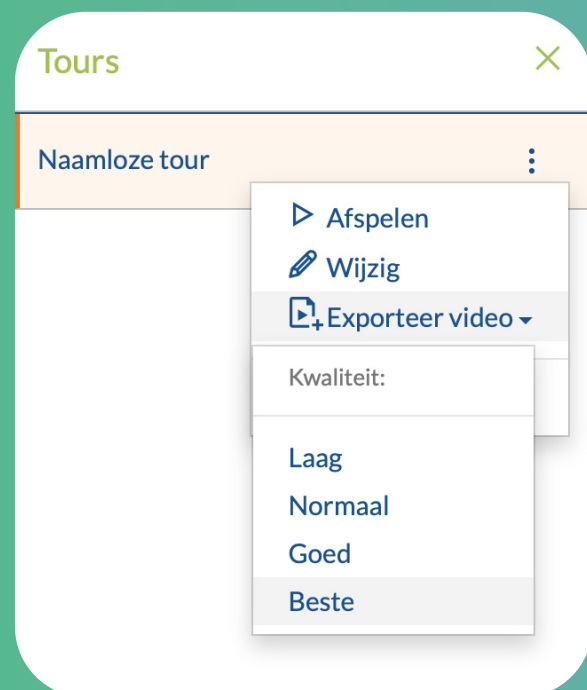 Tours
Naamloze tour
Afspelen
Wijzig
Exporteer video
Kwaliteit:
Laag
Normaal
Goed
Beste